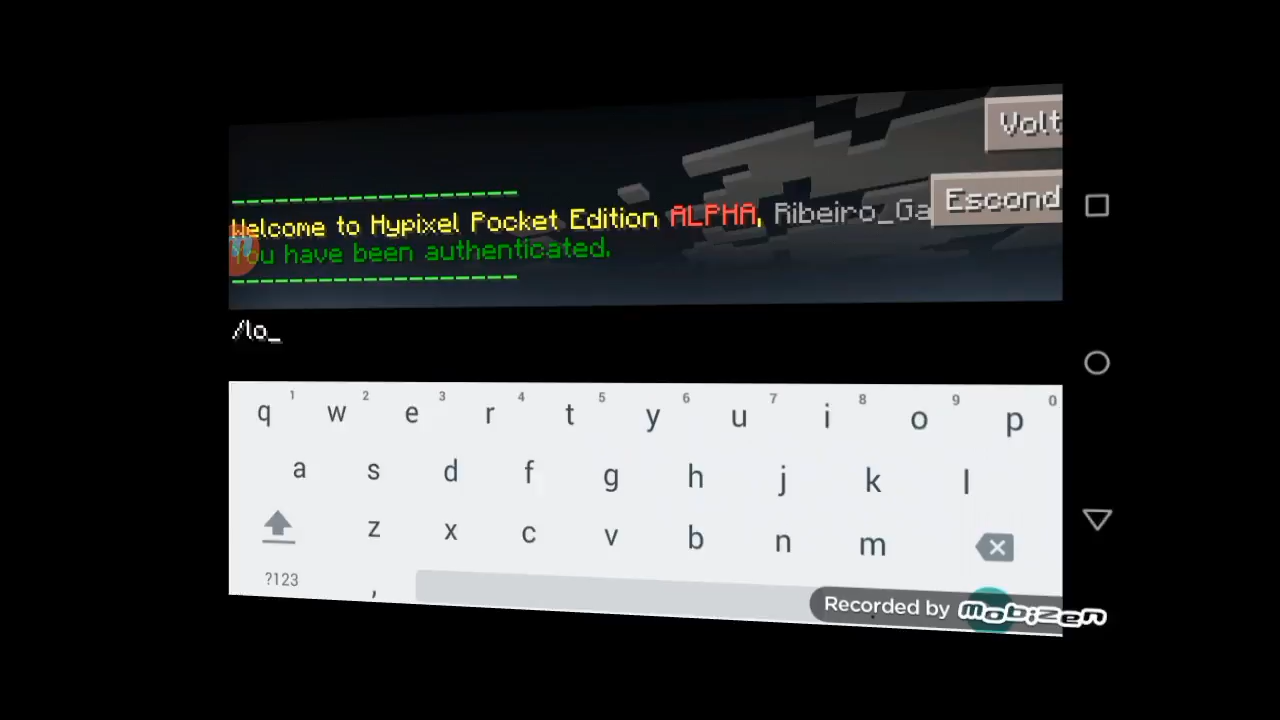 Volt
Welcome to Hypixel Pocket Edition ALPHA, Ribeiro_Ga
Escond
You have been authenticated.
/lo_
1 2 3 4 5 6 7 8 9 0
q w e r t y u i o p
a s d f g h j k l
z x c v b n m
?123 ,
Recorded by mobizen